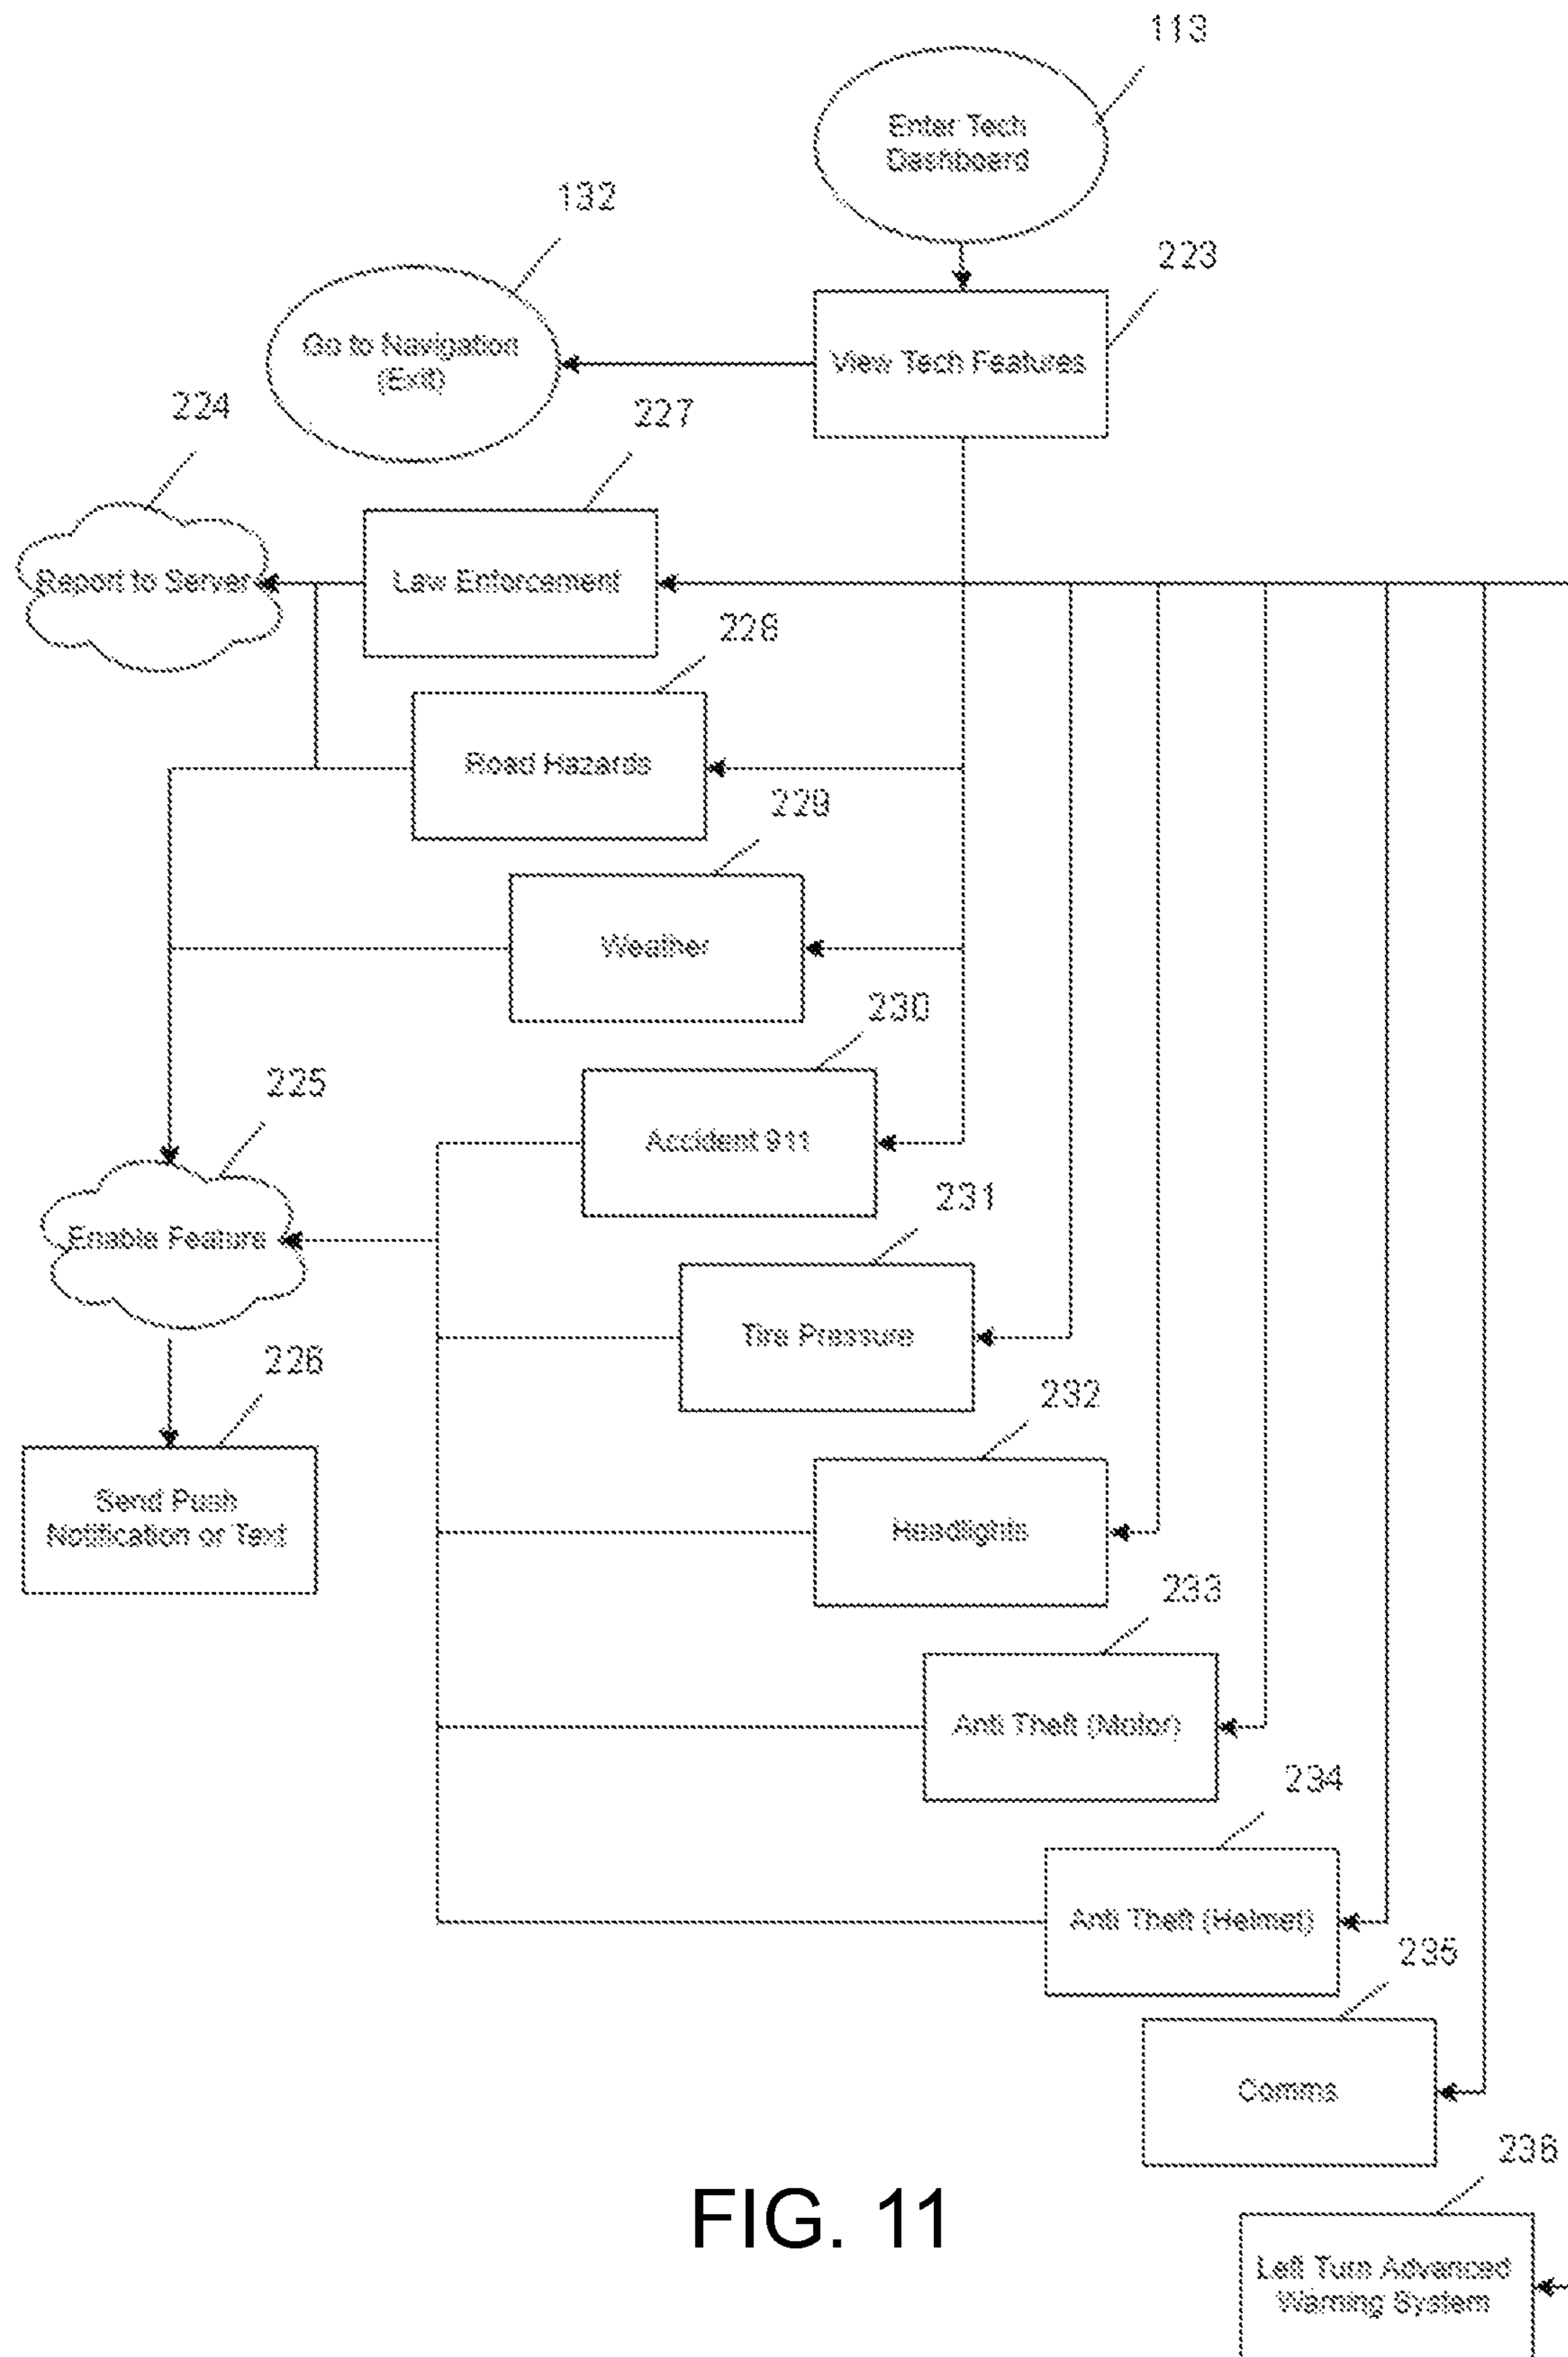 113
Enter Tech
Dashboard
132
223
Go to Navigation
(Exit)
View Tech Features
224
227
Report to Server
Law Enforcement
228
Road Hazards
229
Weather
230
225
Accident 911
231
Enable Feature
Tire Pressure
226
232
Send Push
Notification or Text
Headlights
233
Anti Theft (Motor)
234
Anti Theft (Helmet)
235
Comms
236
FIG. 11
Left Turn Advanced
Warning System